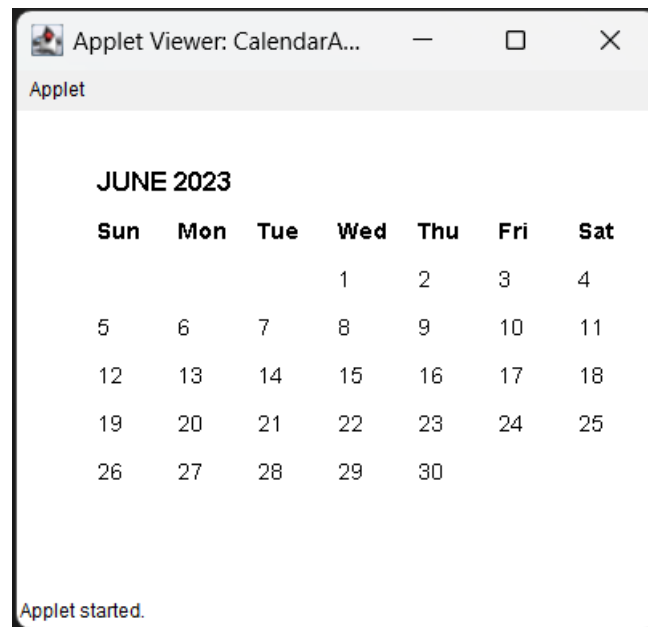 Applet Viewer: CalendarA...
Applet
JUNE 2023
Sun Mon Tue Wed Thu Fri Sat
1 2 3 4
5 6 7 8 9 10 11
12 13 14 15 16 17 18
19 20 21 22 23 24 25
26 27 28 29 30
Applet started.